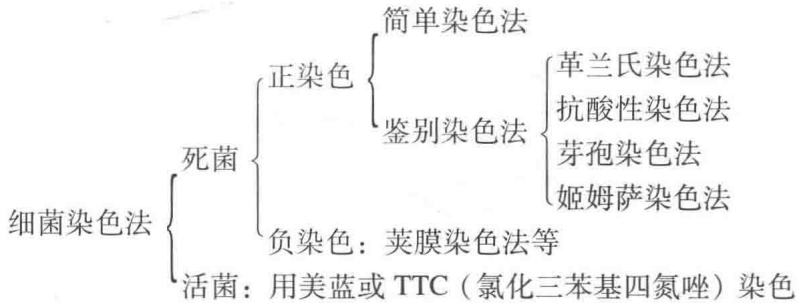 简单染色法
正染色
革兰氏染色法
抗酸性染色法
鉴别染色法
芽孢染色法
死菌
姬姆萨染色法
细菌染色法
负染色：荚膜染色法等
活菌：用美蓝或 TTC（氯化三苯基四氮唑）染色